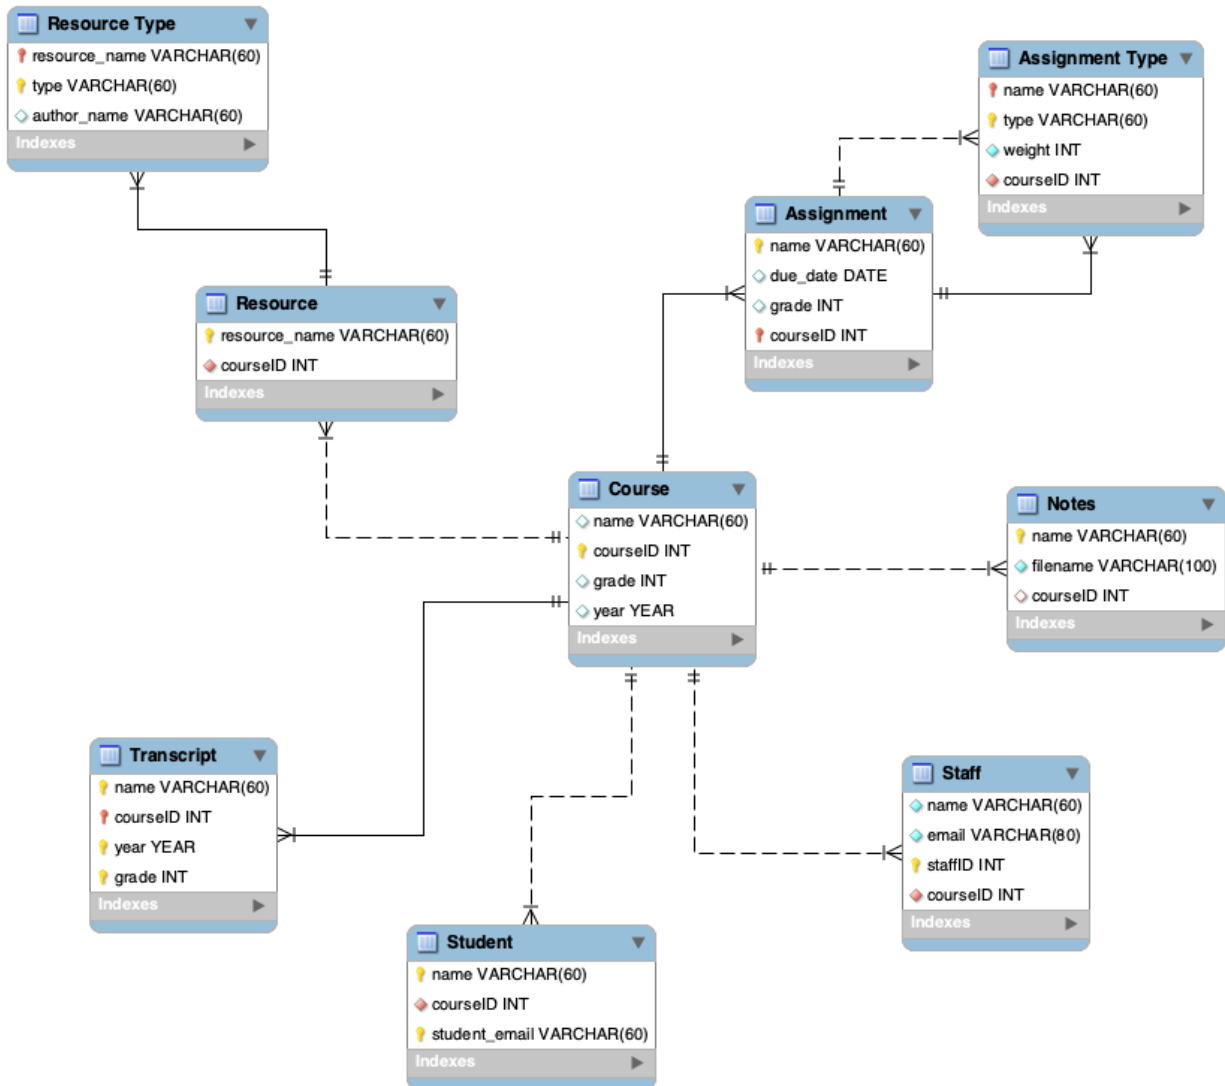 Resource Type
resource_name VARCHAR(60)
type VARCHAR(60)
author_name VARCHAR(60)
Indexes
Assignment Type
name VARCHAR(60)
type VARCHAR(60)
weight INT
courseID INT
Indexes
Assignment
name VARCHAR(60)
due_date DATE
grade INT
courseID INT
Indexes
Resource
resource_name VARCHAR(60)
courseID INT
Indexes
Course
name VARCHAR(60)
courseID INT
grade INT
year YEAR
Indexes
Notes
name VARCHAR(60)
filename VARCHAR(100)
courseID INT
Indexes
Transcript
name VARCHAR(60)
courseID INT
year YEAR
grade INT
Indexes
Staff
name VARCHAR(60)
email VARCHAR(80)
staffID INT
courseID INT
Indexes
Student
name VARCHAR(60)
courseID INT
student_email VARCHAR(60)
Indexes